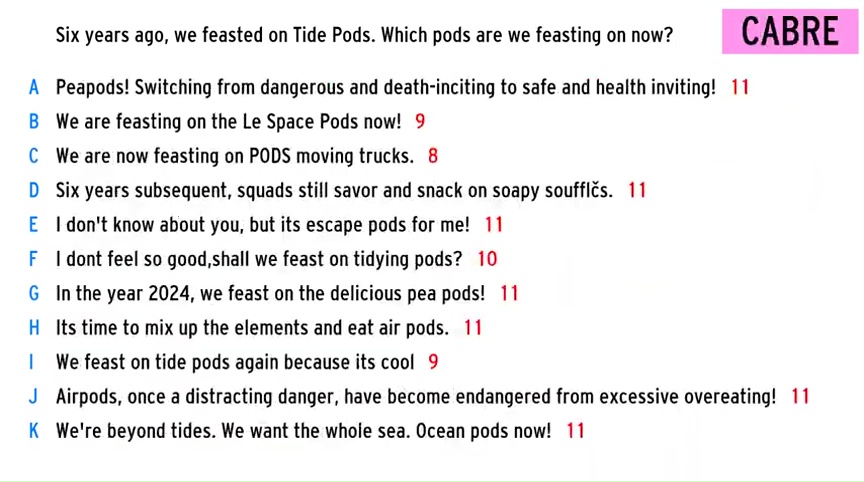 Six years ago, we feasted on Tide Pods. Which pods are we feasting on now?
CABRE
A Peapods! Switching from dangerous and death-inciting to safe and health inviting! 11
B We are feasting on the Le Space Pods now! 9
C We are now feasting on PODS moving trucks. 8
D Six years subsequent, squads still savor and snack on soapy soufflčs. 11
E I don't know about you, but its escape pods for me! 11
F I dont feel so good,shall we feast on tidying pods? 10
G In the year 2024, we feast on the delicious pea pods! 11
H Its time to mix up the elements and eat air pods. 11
I We feast on tide pods again because its cool 9
J Airpods, once a distracting danger, have become endangered from excessive overeating! 11
K We're beyond tides. We want the whole sea. Ocean pods now! 11